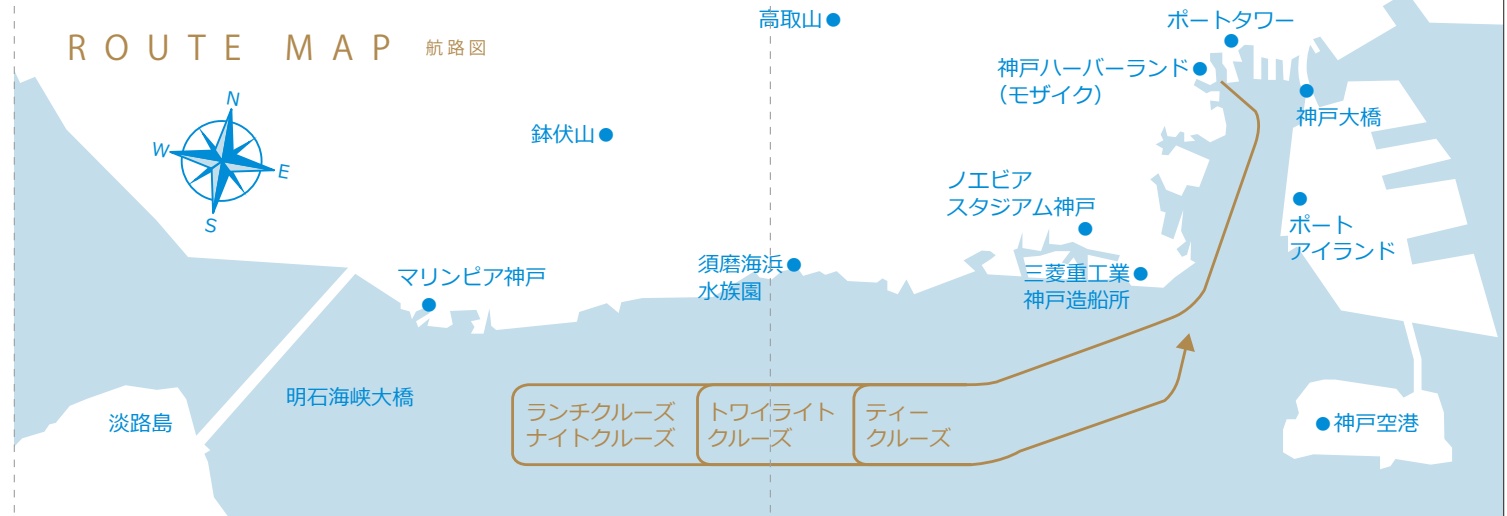 ROUTE MAP 航路図
高取山
ポートタワー
神戸ハーバーランド
(モザイク)
神戸大橋
N
W
E
S
鉢伏山
ノエビア
スタジアム神戸
ポート
アイランド
マリンピア神戸
須磨海浜
水族園
三菱重工業
神戸造船所
明石海峡大橋
淡路島
ランチクルーズ
ナイトクルーズ
トワイライト
クルーズ
ティー
クルーズ
神戸空港